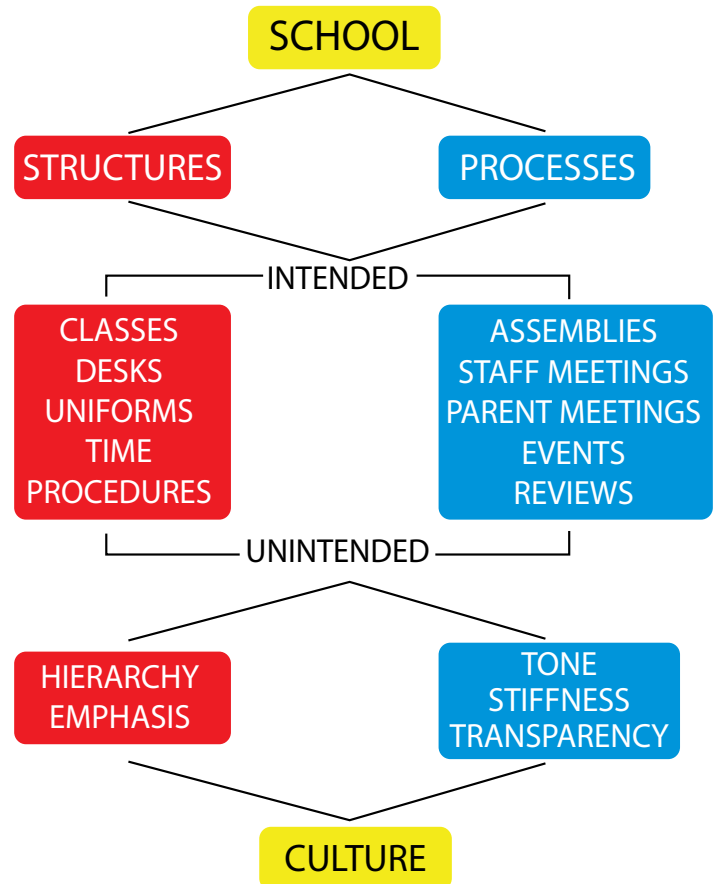 SCHOOL
STRUCTURES
PROCESSES
INTENDED
CLASSES
DESKS
UNIFORMS
TIME
PROCEDURES
ASSEMBLIES
STAFF MEETINGS
PARENT MEETINGS
EVENTS
REVIEWS
UNINTENDED
HIERARCHY
EMPHASIS
TONE
STIFFNESS
TRANSPARENCY
CULTURE